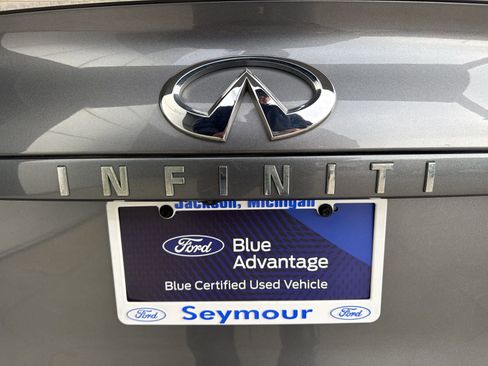 INFINITI
Jackson, Michigan
Ford Blue
Advantage
Blue Certified Used Vehicle
Ford Seymour Ford